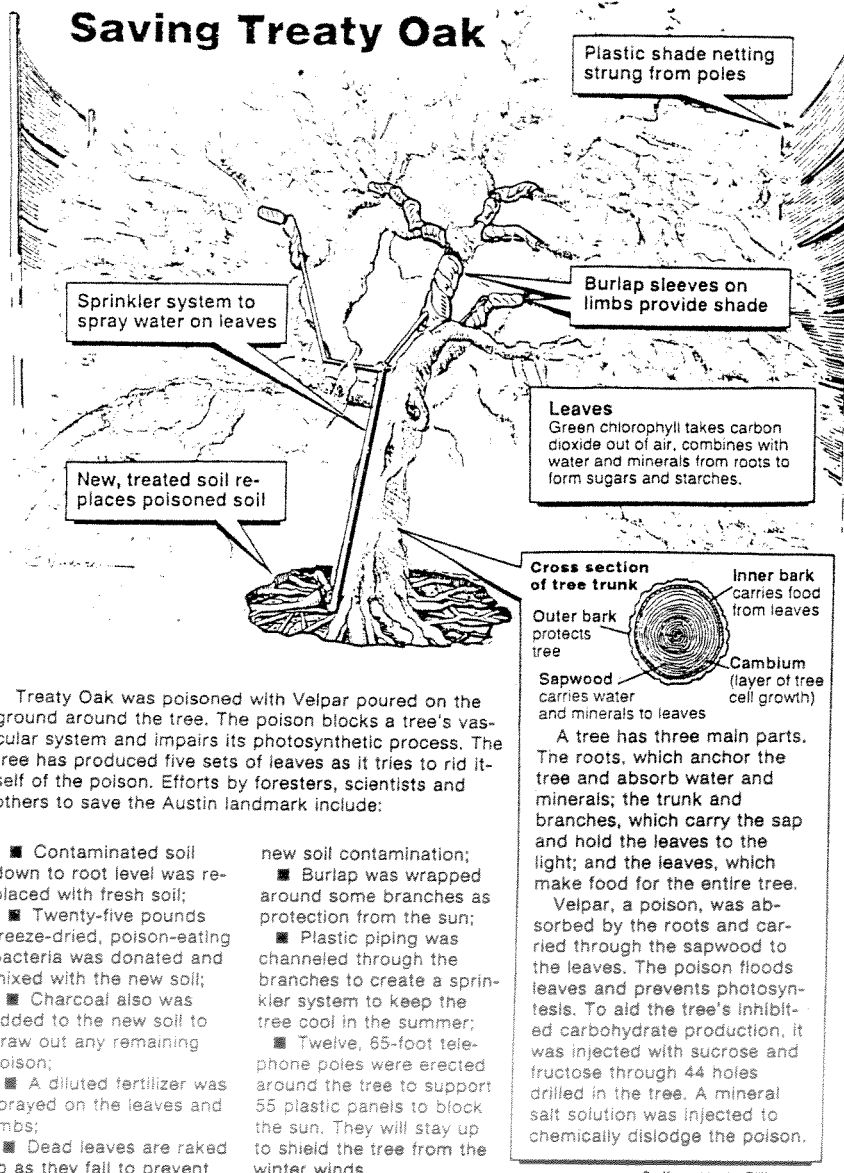 Saving Treaty Oak
Plastic shade netting
strung from poles
Sprinkler system to
spray water on leaves
Burlap sleeves on
limbs provide shade
Leaves
Green chlorophyll takes carbon
dioxide out of air, combines with
water and minerals from roots to
form sugars and starches.
New, treated soil re-
places poisoned soil
Cross section
of tree trunk
Inner bark
carries food
from leaves
Outer bark
protects
tree
Sapwood
carries water
and minerals to leaves
Cambium
(layer of tree
cell growth)
Treaty Oak was poisoned with Velpar poured on the
ground around the tree. The poison blocks a tree's vas-
cular system and impairs its photosynthetic process. The
tree has produced five sets of leaves as it tries to rid it-
self of the poison. Efforts by foresters, scientists and
others to save the Austin landmark include:
■ Contaminated soil
down to root level was re-
placed with fresh soil;
■ Twenty-five pounds
reeze-dried, poison-eating
bacteria was donated and
mixed with the new soil;
■ Charcoal also was
dded to the new soil to
raw out any remaining
oison;
■ A diluted fertilizer was
prayed on the leaves and
mbs;
■ Dead leaves are raked
p as they fall to prevent
new soil contamination;
■ Burlap was wrapped
around some branches as
protection from the sun;
■ Plastic piping was
channeled through the
branches to create a sprin-
kler system to keep the
tree cool in the summer;
■ Twelve, 65-foot tele-
phone poles were erected
around the tree to support
55 plastic panels to block
the sun. They will stay up
to shield the tree from the
winter winds
A tree has three main parts.
The roots, which anchor the
tree and absorb water and
minerals; the trunk and
branches, which carry the sap
and hold the leaves to the
light; and the leaves, which
make food for the entire tree.
Velpar, a poison, was ab-
sorbed by the roots and car-
ried through the sapwood to
the leaves. The poison floods
leaves and prevents photosyn-
tesis. To aid the tree's inhibit-
ed carbohydrate production, it
was injected with sucrose and
fructose through 44 holes
drilled in the tree. A mineral
salt solution was injected to
chemically dislodge the poison.